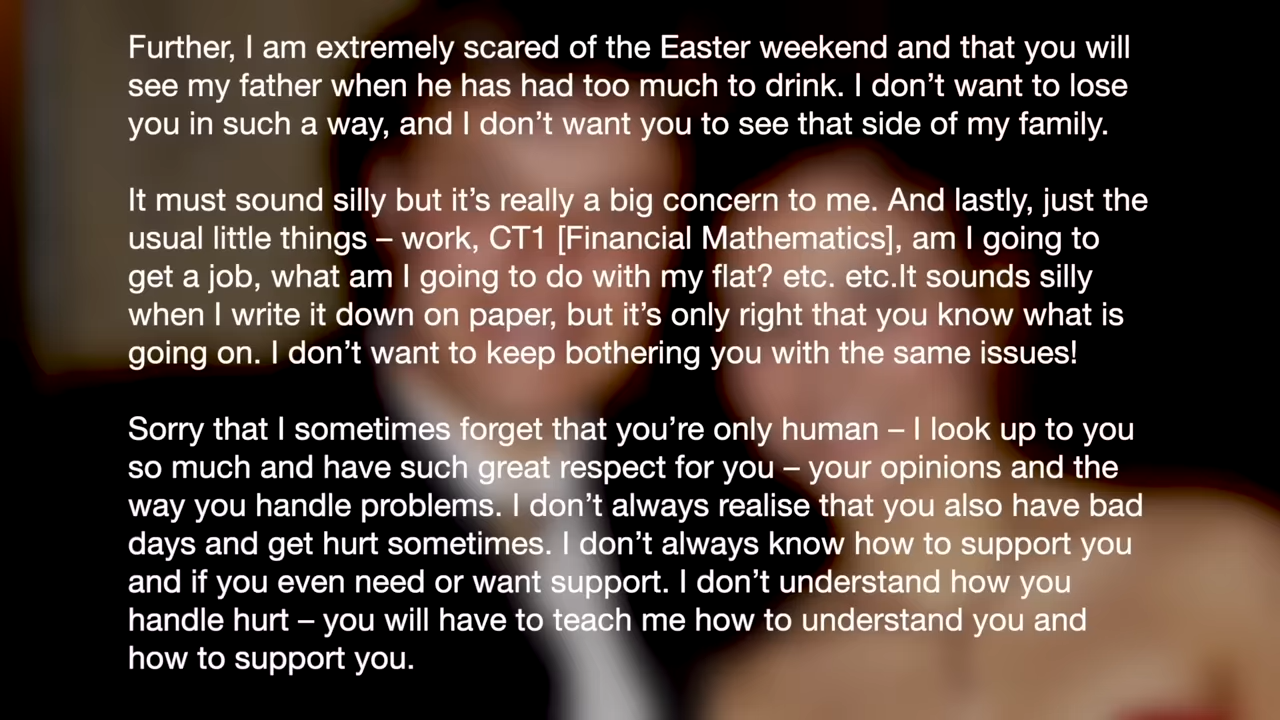 Further, I am extremely scared of the Easter weekend and that you will
see my father when he has had too much to drink. I don’t want to lose
you in such a way, and I don’t want you to see that side of my family.
It must sound silly but it’s really a big concern to me. And lastly, just the
usual little things – work, CT1 [Financial Mathematics], am I going to
get a job, what am I going to do with my flat? etc. etc.It sounds silly
when I write it down on paper, but it’s only right that you know what is
going on. I don’t want to keep bothering you with the same issues!
Sorry that I sometimes forget that you’re only human – I look up to you
so much and have such great respect for you – your opinions and the
way you handle problems. I don’t always realise that you also have bad
days and get hurt sometimes. I don’t always know how to support you
and if you even need or want support. I don’t understand how you
handle hurt – you will have to teach me how to understand you and
how to support you.